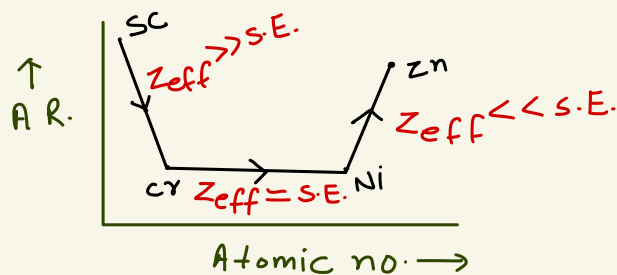 SC
Zeff >> S.E.
↑
A R.
Zn
Zeff << S.E.
Cr
Zeff = S.E.
Ni
Atomic no. →